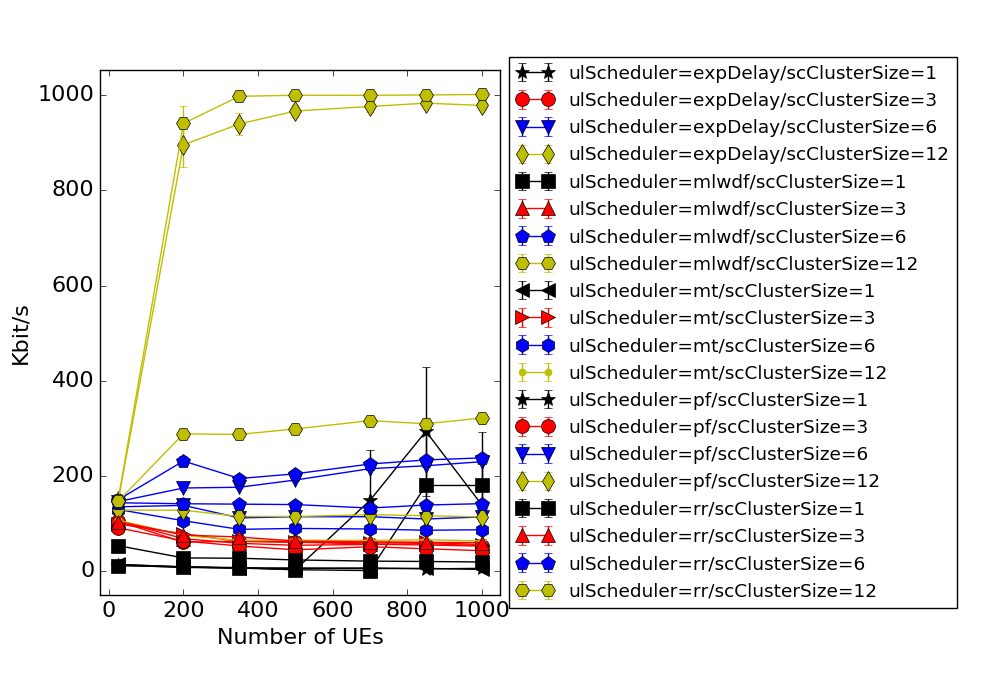 1000
800
600
400
200
0
Kbit/s
0 200 400 600 800 1000
Number of UEs
ulScheduler=expDelay/scClusterSize=1
ulScheduler=expDelay/scClusterSize=3
ulScheduler=expDelay/scClusterSize=6
ulScheduler=expDelay/scClusterSize=12
ulScheduler=mlwdf/scClusterSize=1
ulScheduler=mlwdf/scClusterSize=3
ulScheduler=mlwdf/scClusterSize=6
ulScheduler=mlwdf/scClusterSize=12
ulScheduler=mt/scClusterSize=1
ulScheduler=mt/scClusterSize=3
ulScheduler=mt/scClusterSize=6
ulScheduler=mt/scClusterSize=12
ulScheduler=pf/scClusterSize=1
ulScheduler=pf/scClusterSize=3
ulScheduler=pf/scClusterSize=6
ulScheduler=pf/scClusterSize=12
ulScheduler=rr/scClusterSize=1
ulScheduler=rr/scClusterSize=3
ulScheduler=rr/scClusterSize=6
ulScheduler=rr/scClusterSize=12